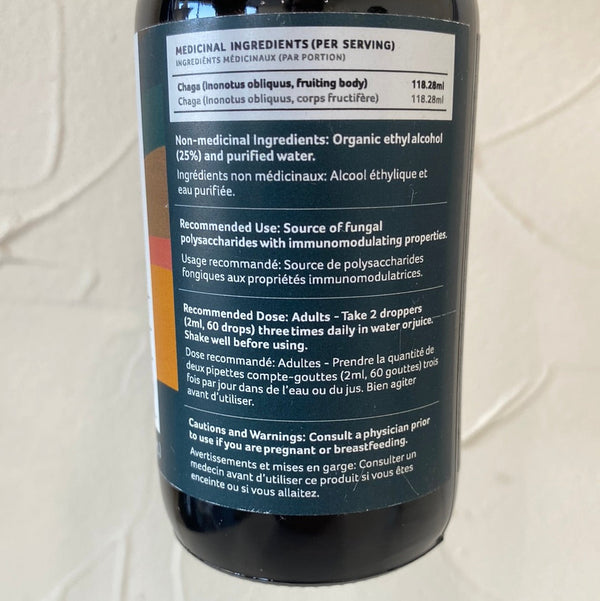 MEDICINAL INGREDIENTS (PER SERVING)
INGREDIËNTS MÉDICINAUX (PAR PORTION)
Chaga (Inonotus obliquus, fruiting body) 118.28ml
Chaga (Inonotus obliquus, corps fructifère) 118.28ml
Non-medicinal Ingredients: Organic ethyl alcohol
(25%) and purified water.
Ingrédients non médicinaux: Alcool éthylique et
eau purifiée.
Recommended Use: Source of fungal
polysaccharides with immunomodulating properties.
Usage recommandé: Source de polysaccharides
fongiques aux propriétés immunomodulatrices.
Recommended Dose: Adults - Take 2 droppers
(2ml, 60 drops) three times daily in water or juice.
Shake well before using.
Dose recommandé: Adultes - Prendre la quantité de
deux pipettes compte-gouttes (2ml, 60 gouttes) trois
fois par jour dans de l'eau ou du jus. Bien agiter
avant d'utiliser.
Cautions and Warnings: Consult a physician prior
to use if you are pregnant or breastfeeding.
Avertissements et mises en garge: Consulter un
medecin avant d'utiliser ce produit si vous êtes
enceinte ou si vous allaitez.